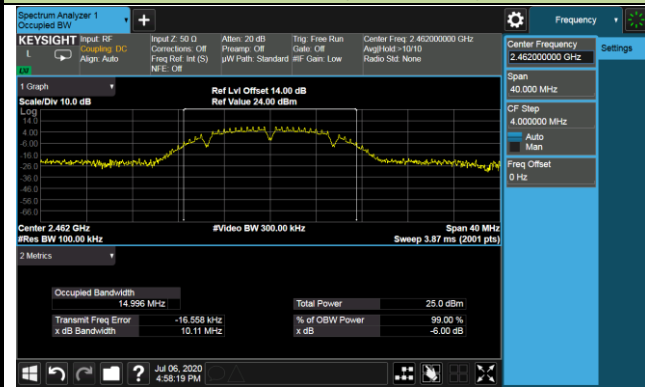 Spectrum Analyzer 1
Occupied BW
Frequency
KEYSIGHT
L
Input: RF
Coupling: DC
Align: Auto
Input Z: 50 Ω
Corrections: Off
Freq Ref: Int (S)
NFE: Off
Atten: 20 dB
Preamp: Off
µW Path: Standard
Trig: Free Run
Gate: Off
#IF Gain: Low
Center Freq: 2.462000000 GHz
Avg|Hold:>10/10
Radio Std: None
Center Frequency
2.462000000 GHz
Settings
Span
40.000 MHz
CF Step
4.000000 MHz
Auto
Man
Freq Offset
0 Hz
1 Graph
Scale/Div 10.0 dB
Ref Lvl Offset 14.00 dB
Ref Value 24.00 dBm
Log
14.0
4.00
-6.00
-16.0
-26.0
-36.0
-46.0
-56.0
-66.0
Center 2.462 GHz
#Res BW 100.00 kHz
#Video BW 300.00 kHz
Span 40 MHz
Sweep 3.87 ms (2001 pts)
2 Metrics
Occupied Bandwidth
14.996 MHz
Total Power 25.0 dBm
Transmit Freq Error -16.558 kHz
% of OBW Power 99.00 %
x dB Bandwidth 10.11 MHz
x dB -6.00 dB
?
Jul 06, 2020
4:58:19 PM